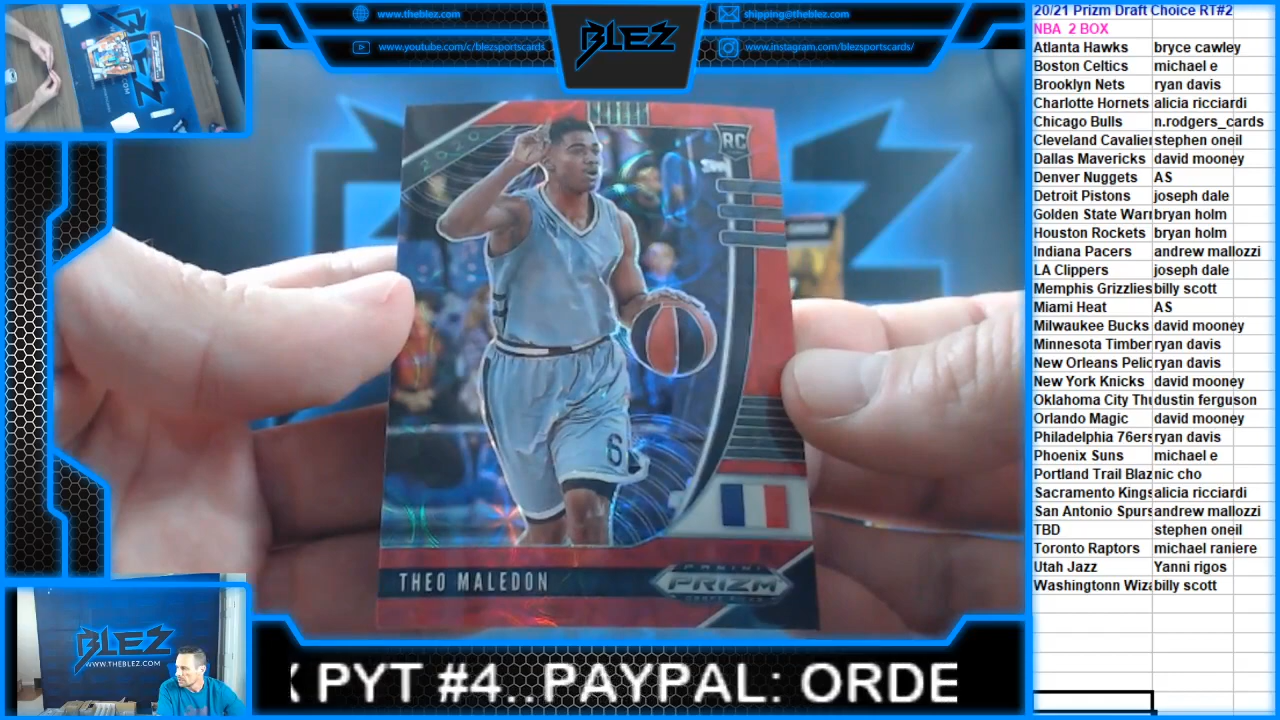 www.theblez.com
BLEZ
shipping@theblez.com
www.youtube.com/c/blezsportscards
www.instagram.com/blezsportscards/
20/21 Prizm Draft Choice RT#2
NBA 2 BOX
Atlanta Hawks bryce cawley
Boston Celtics michael e
Brooklyn Nets ryan davis
Charlotte Hornets alicia ricciardi
Chicago Bulls n.rodgers_cards
Cleveland Cavalier stephen oneil
Dallas Mavericks david mooney
Denver Nuggets AS
Detroit Pistons joseph dale
Golden State Warr bryan holm
Houston Rockets bryan holm
Indiana Pacers andrew mallozzi
LA Clippers joseph dale
Memphis Grizzlies billy scott
Miami Heat AS
Milwaukee Bucks david mooney
Minnesota Timber ryan davis
New Orleans Pelic ryan davis
New York Knicks david mooney
Oklahoma City Thu dustin ferguson
Orlando Magic david mooney
Philadelphia 76ers ryan davis
Phoenix Suns michael e
Portland Trail Blaz nic cho
Sacramento Kings alicia ricciardi
San Antonio Spurs andrew mallozzi
TBD stephen oneil
Toronto Raptors michael raniere
Utah Jazz Yanni rigos
Washingtonn Wiza billy scott
2020
RC
6
THEO MALEDON
PANINI
PRIZM
DRAFT PICKS
BLEZ
WWW.THEBLEZ.COM
X PYT #4..PAYPAL: ORDE